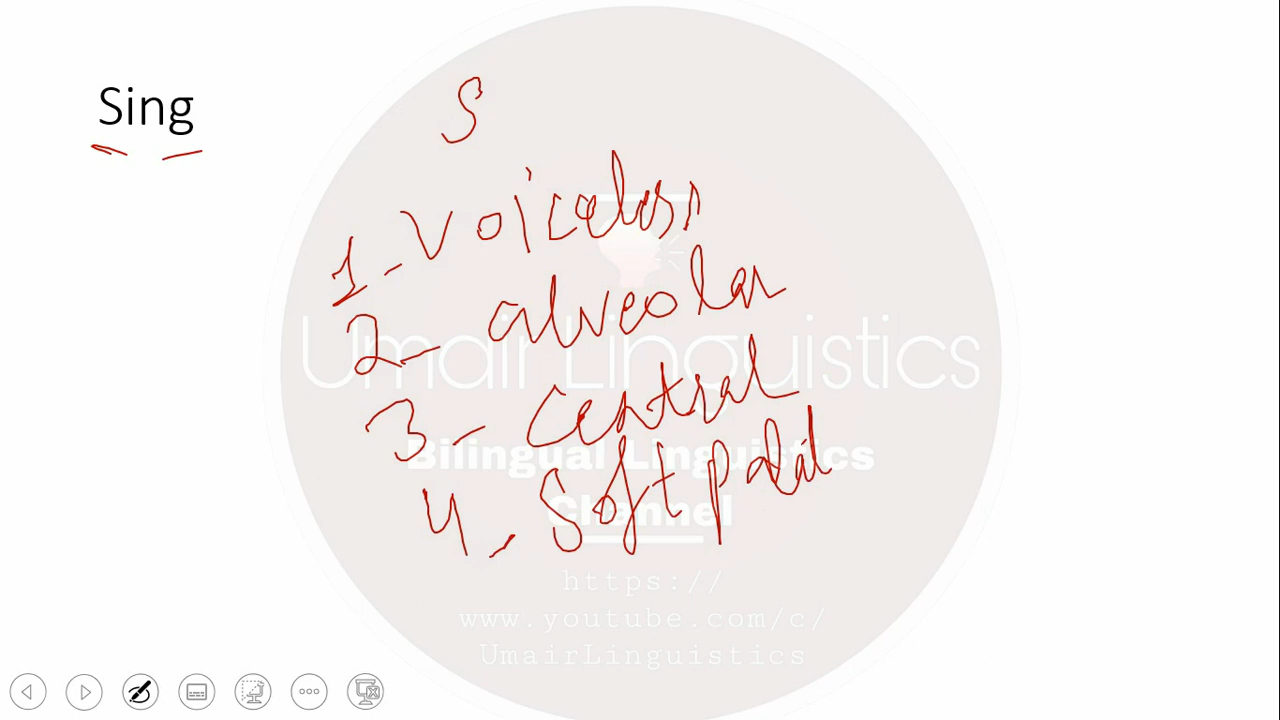 Sing
S
1- Voiceless
2- alveolar
3- Central
4- Soft
Umair Linguistics
Bilingual Linguistics
Channel
https://
www.youtube.com/c/
UmairLinguistics